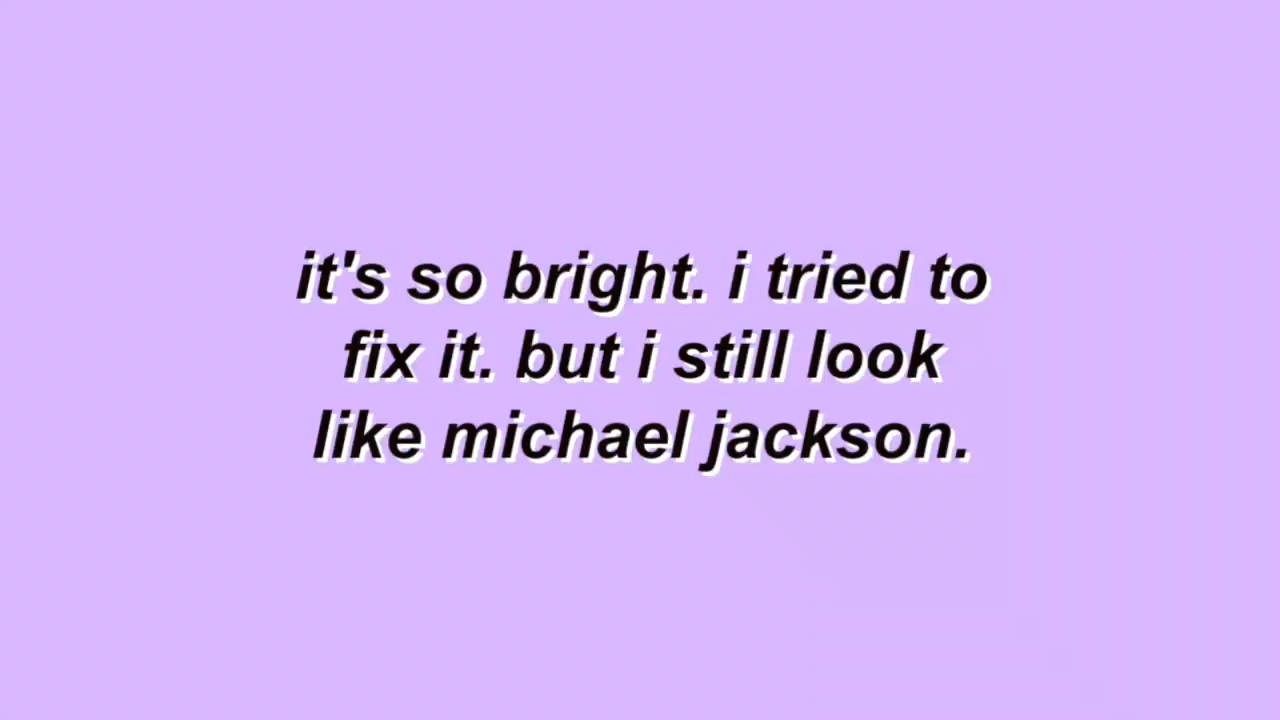 it's so bright. i tried to
fix it. but i still look
like michael jackson.